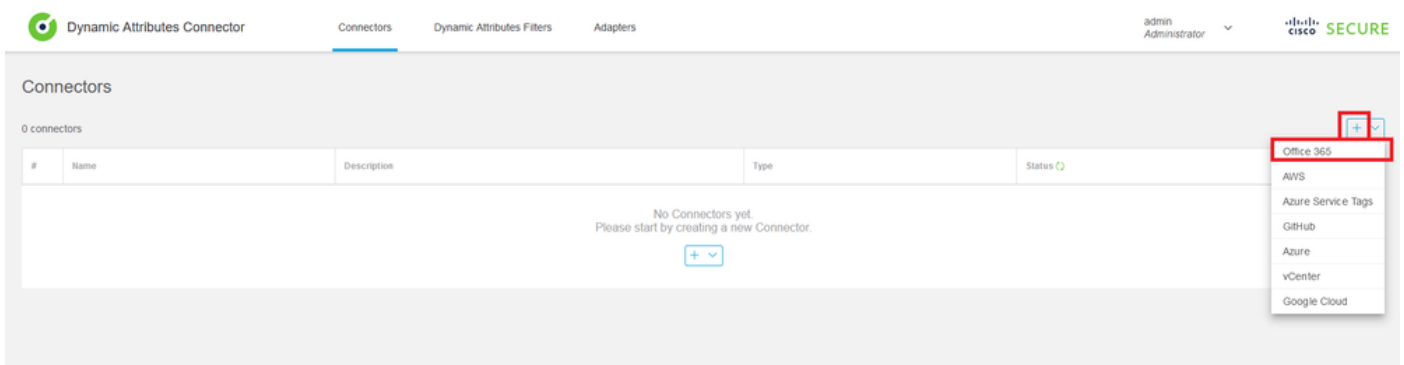 Dynamic Attributes Connector
Connectors
Dynamic Attributes Filters
Adapters
admin
Administrator
cisco SECURE
Connectors
0 connectors
+
Office 365
# Name Description Type Status
AWS
Azure Service Tags
No Connectors yet.
Please start by creating a new Connector.
GitHub
+
Azure
vCenter
Google Cloud